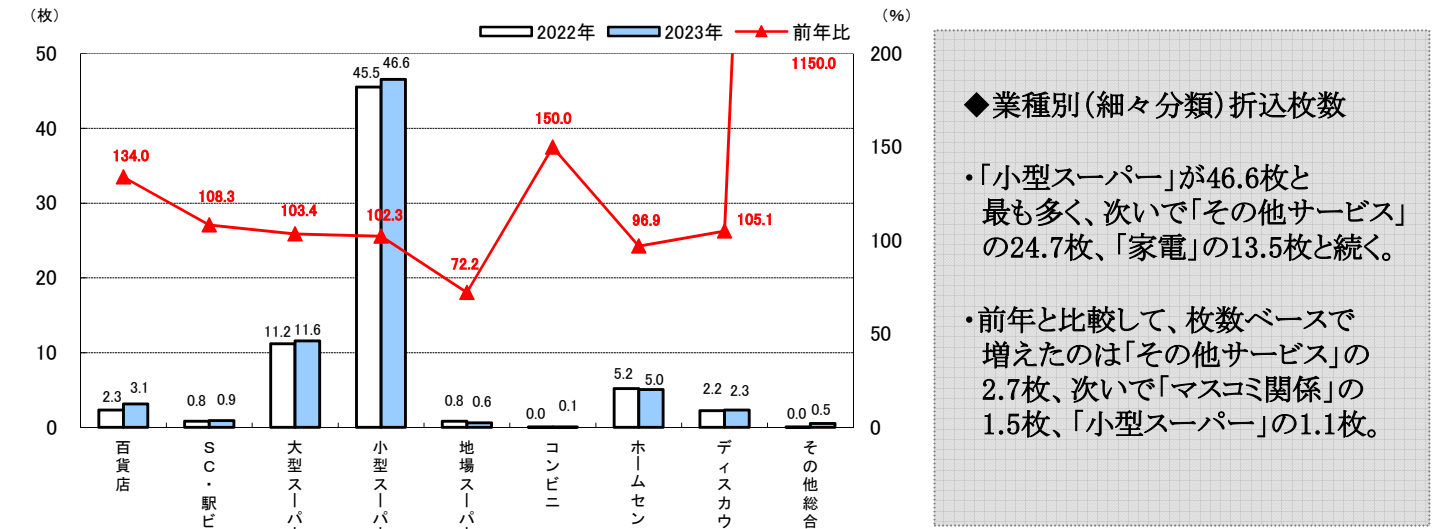 （枚）
（％）
2022年 2023年 前年比
50
40
30
20
10
0
200
150
100
50
0
134.0
108.3
103.4
102.3
72.2
150.0
96.9
105.1
1150.0
2.3 3.1
0.8 0.9
11.2 11.6
45.5 46.6
0.8 0.6
0.0 0.1
5.2 5.0
2.2 2.3
0.0 0.5
百貨店
ＳＣ・駅ビ
大型スーパ
小型スーパ
地場スーパ
コンビニ
ホームセン
ディスカウ
その他総合
◆業種別（細々分類）折込枚数
・「小型スーパー」が46.6枚と
最も多く、次いで「その他サービス」
の24.7枚、「家電」の13.5枚と続く。
・前年と比較して、枚数ベースで
増えたのは「その他サービス」の
2.7枚、次いで「マスコミ関係」の
1.5枚、「小型スーパー」の1.1枚。